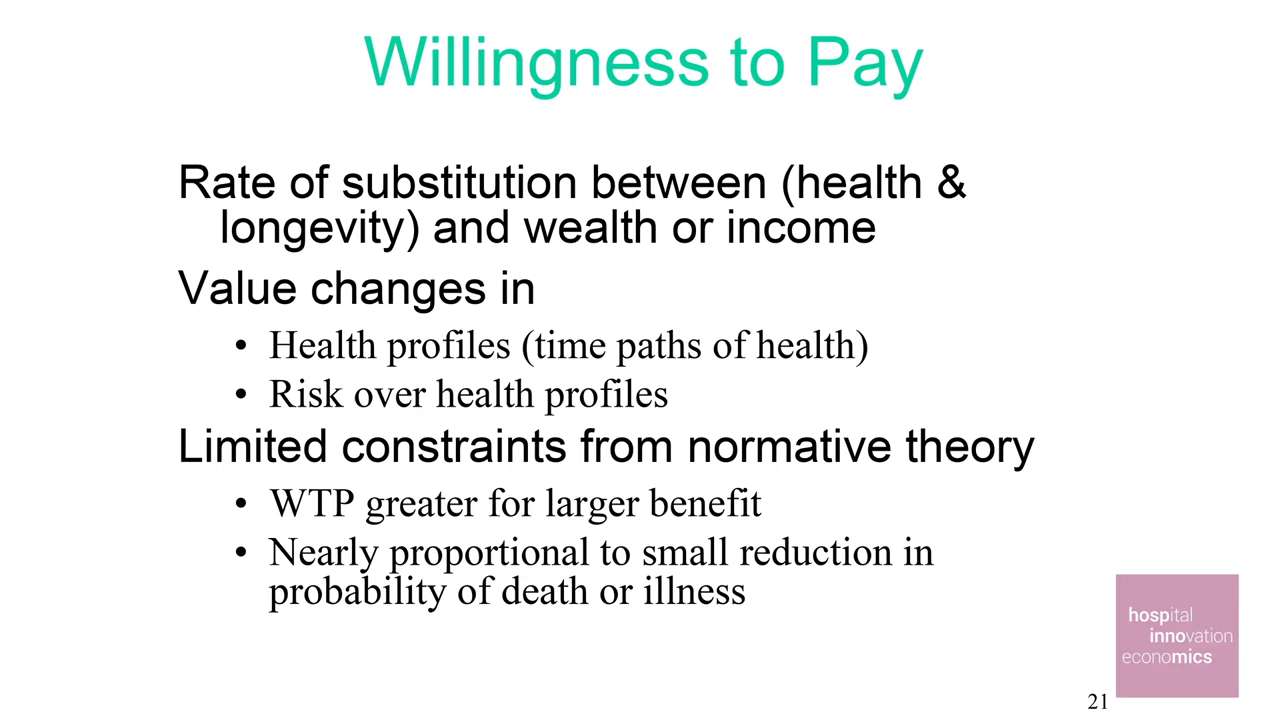 Willingness to Pay
Rate of substitution between (health &
longevity) and wealth or income
Value changes in
• Health profiles (time paths of health)
• Risk over health profiles
Limited constraints from normative theory
• WTP greater for larger benefit
• Nearly proportional to small reduction in
probability of death or illness
hospital
innovation
economics
21